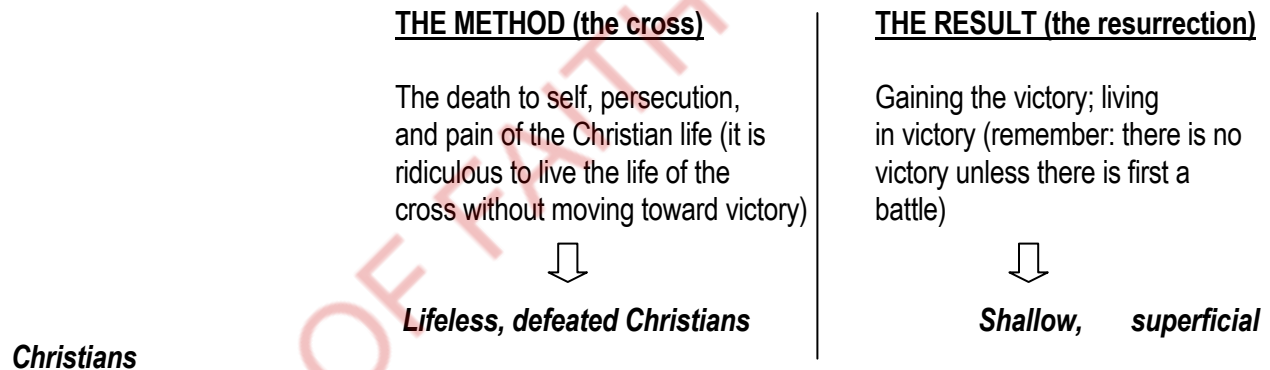 THE METHOD (the cross)
The death to self, persecution,
and pain of the Christian life (it is
ridiculous to live the life of the
cross without moving toward victory)
Lifeless, defeated Christians
THE RESULT (the resurrection)
Gaining the victory; living
in victory (remember: there is no
victory unless there is first a
battle)
Shallow, superficial
Christians
OF FAITH